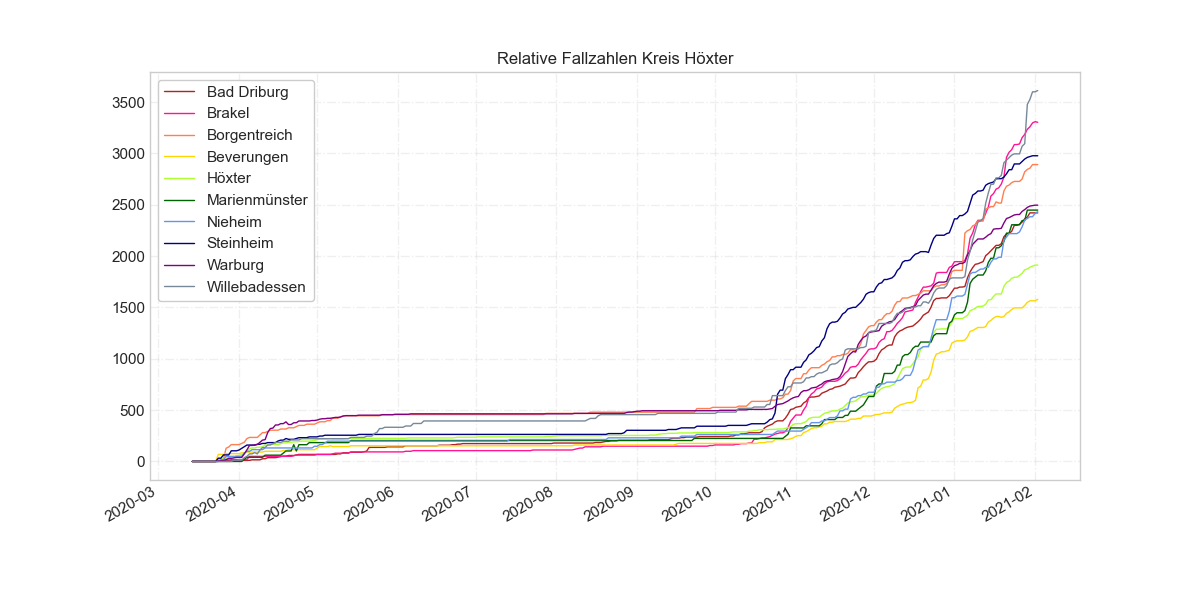 Relative Fallzahlen Kreis Höxter
Bad Driburg
Brakel
Borgentreich
Beverungen
Höxter
Marienmünster
Nieheim
Steinheim
Warburg
Willebadessen
3500
3000
2500
2000
1500
1000
500
0
2020-03
2020-04
2020-05
2020-06
2020-07
2020-08
2020-09
2020-10
2020-11
2020-12
2021-01
2021-02